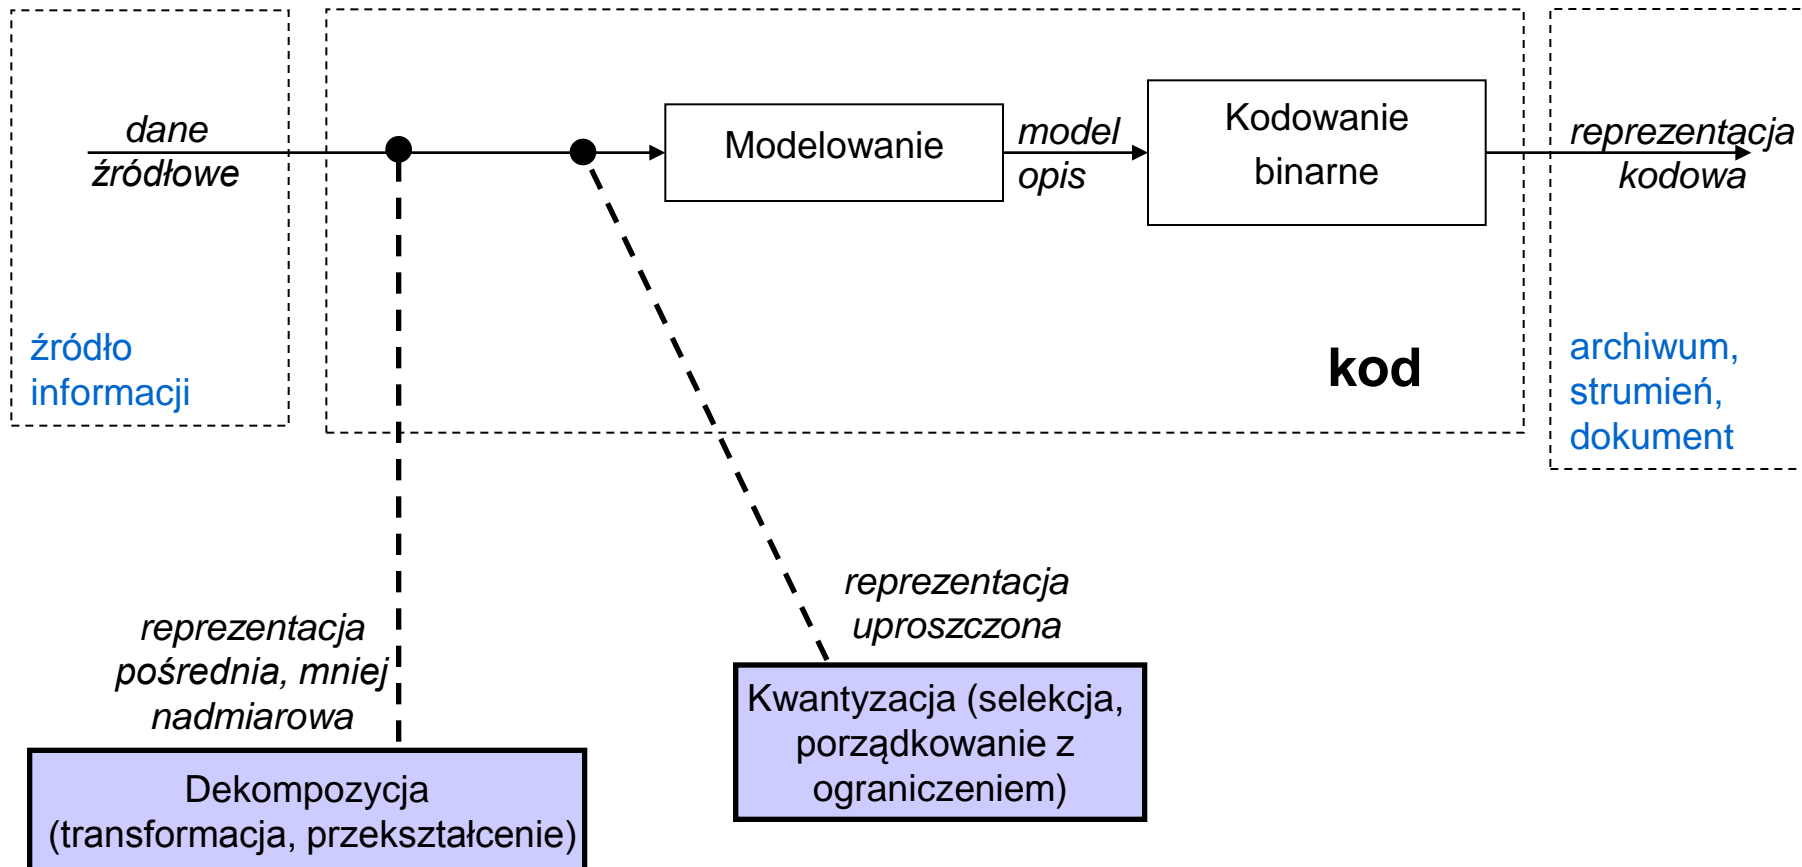 dane
źródłowe
Modelowanie
model
opis
Kodowanie
binarne
reprezentacja
kodowa
źródło
informacji
kod
archiwum,
strumień,
dokument
reprezentacja
pośrednia, mniej
nadmiarowa
reprezentacja
uproszczona
Dekompozycja
(transformacja, przekształcenie)
Kwantyzacja (selekcja,
porządkowanie z
ograniczeniem)